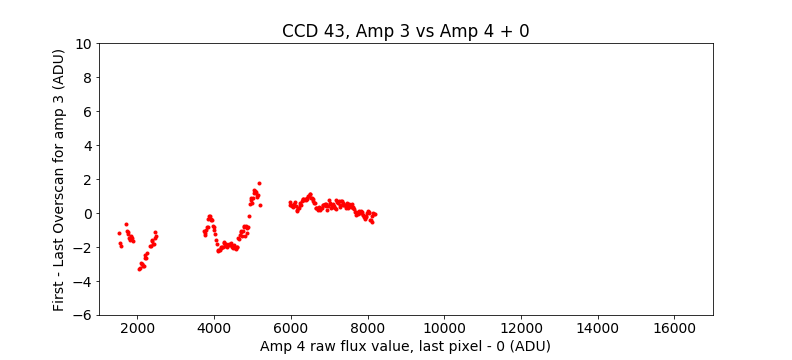 CCD 43, Amp 3 vs Amp 4 + 0
First - Last Overscan for amp 3 (ADU)
10
8
6
4
2
0
−2
−4
−6
2000 4000 6000 8000 10000 12000 14000 16000
Amp 4 raw flux value, last pixel - 0 (ADU)